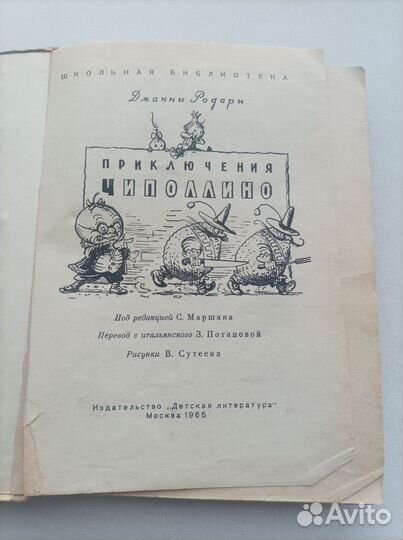 ШКОЛЬНАЯ БИБЛИОТЕКА
Джанни Родари
ПРИКЛЮЧЕНИЯ
ЧИПОЛЛИНО
Под редакцией С. Маршака
Перевод с итальянского З. Потаповой
Рисунки В. Сутеева
Издательство „Детская литература“
Москва 1966
Avito